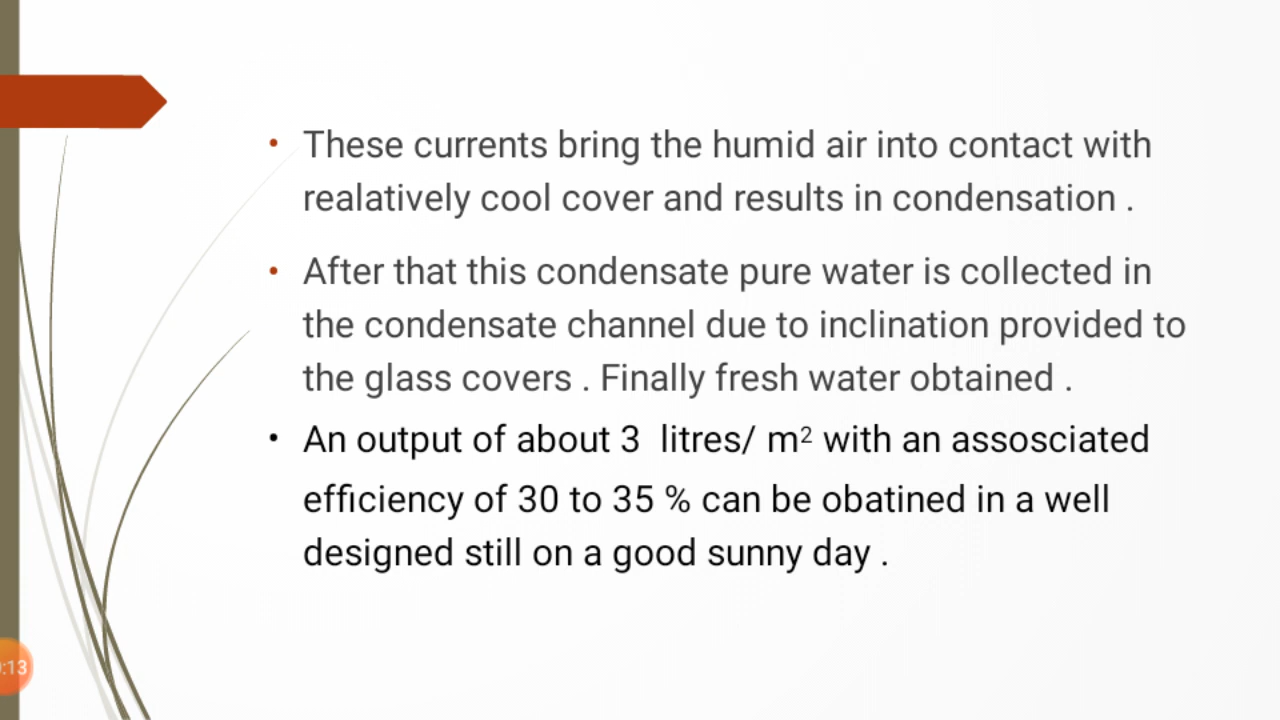 • These currents bring the humid air into contact with
realatively cool cover and results in condensation .
• After that this condensate pure water is collected in
the condensate channel due to inclination provided to
the glass covers . Finally fresh water obtained .
• An output of about 3  litres/ m² with an assosciated
efficiency of 30 to 35 % can be obatined in a well
designed still on a good sunny day .
:13